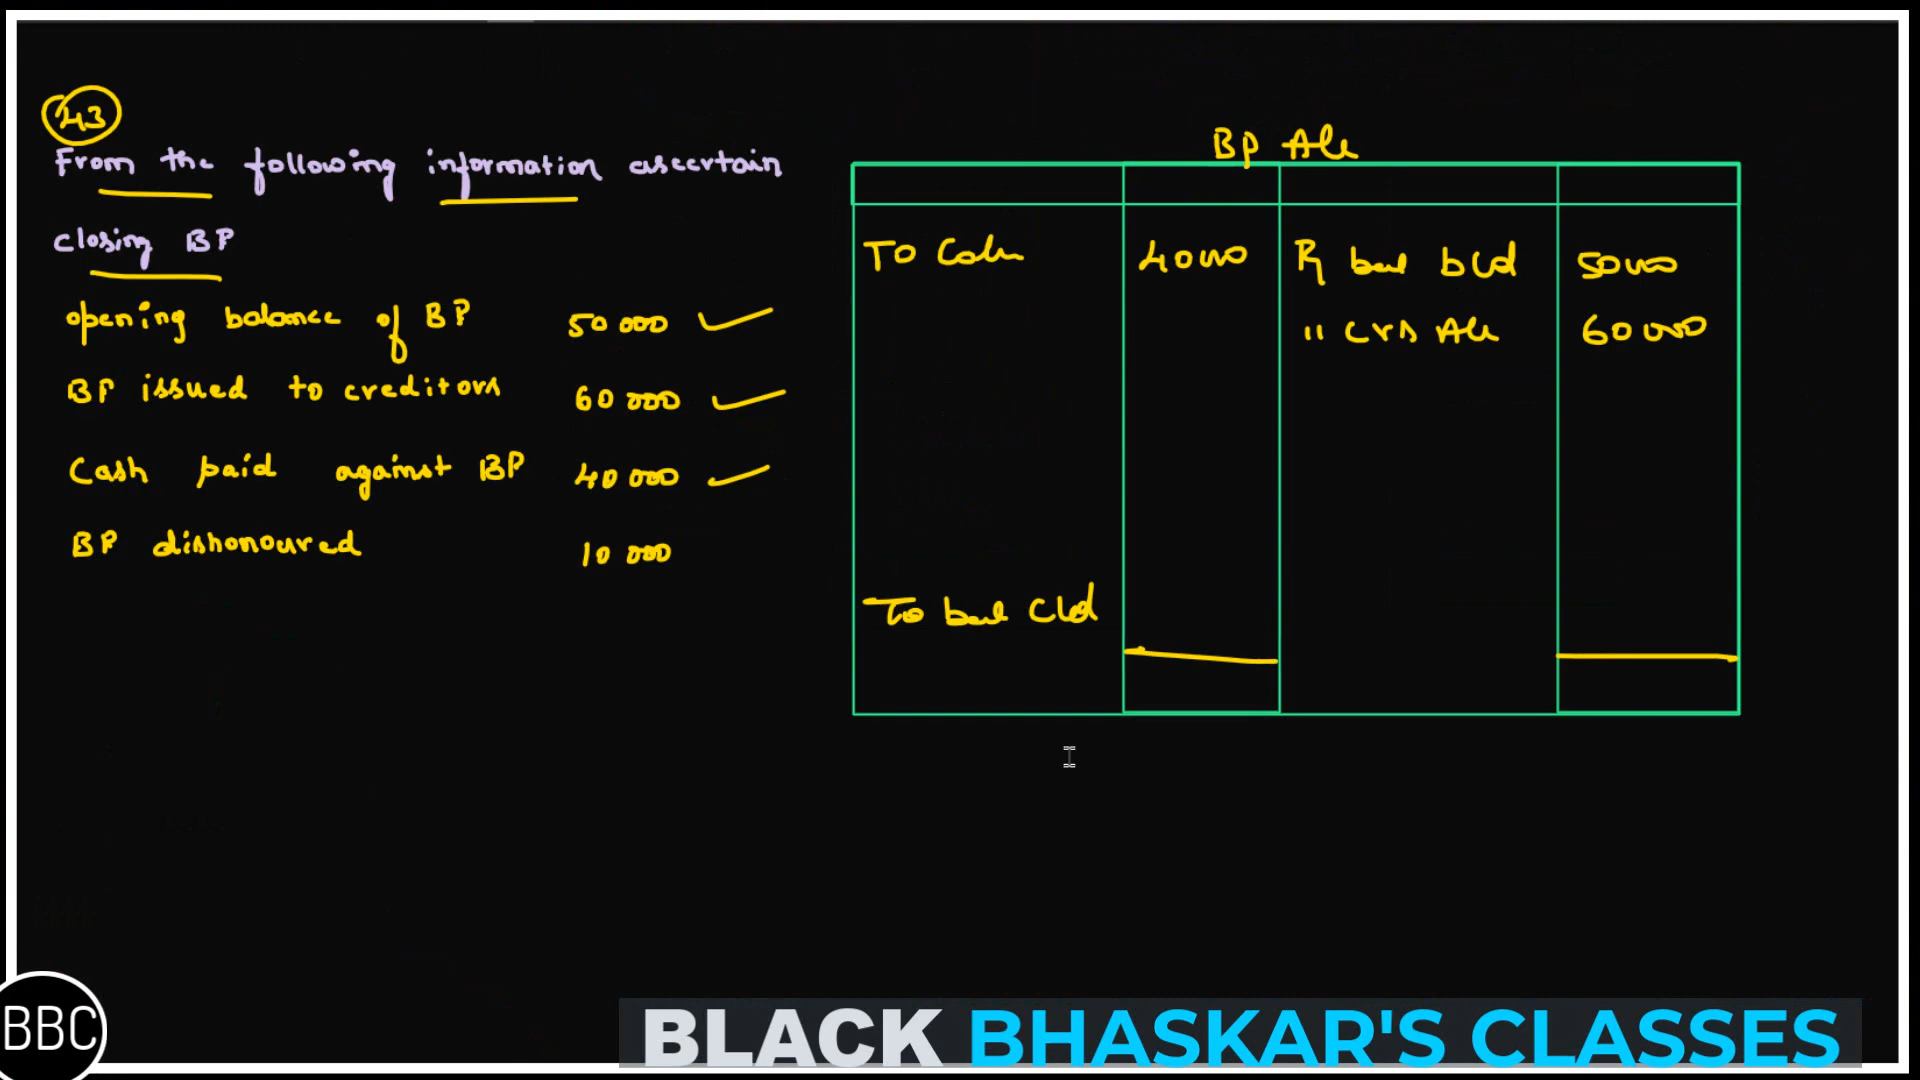 43
From the following information ascertain
closing BP
opening balance of BP 50 000
BP issued to creditors 60 000
Cash paid against BP 40 000
BP dishonoured 10 000
BP A/c
To Cash 40000 By bal b/d 50000
" Crs A/c 60000
To bal C/d
BBC
BLACK BHASKAR'S CLASSES